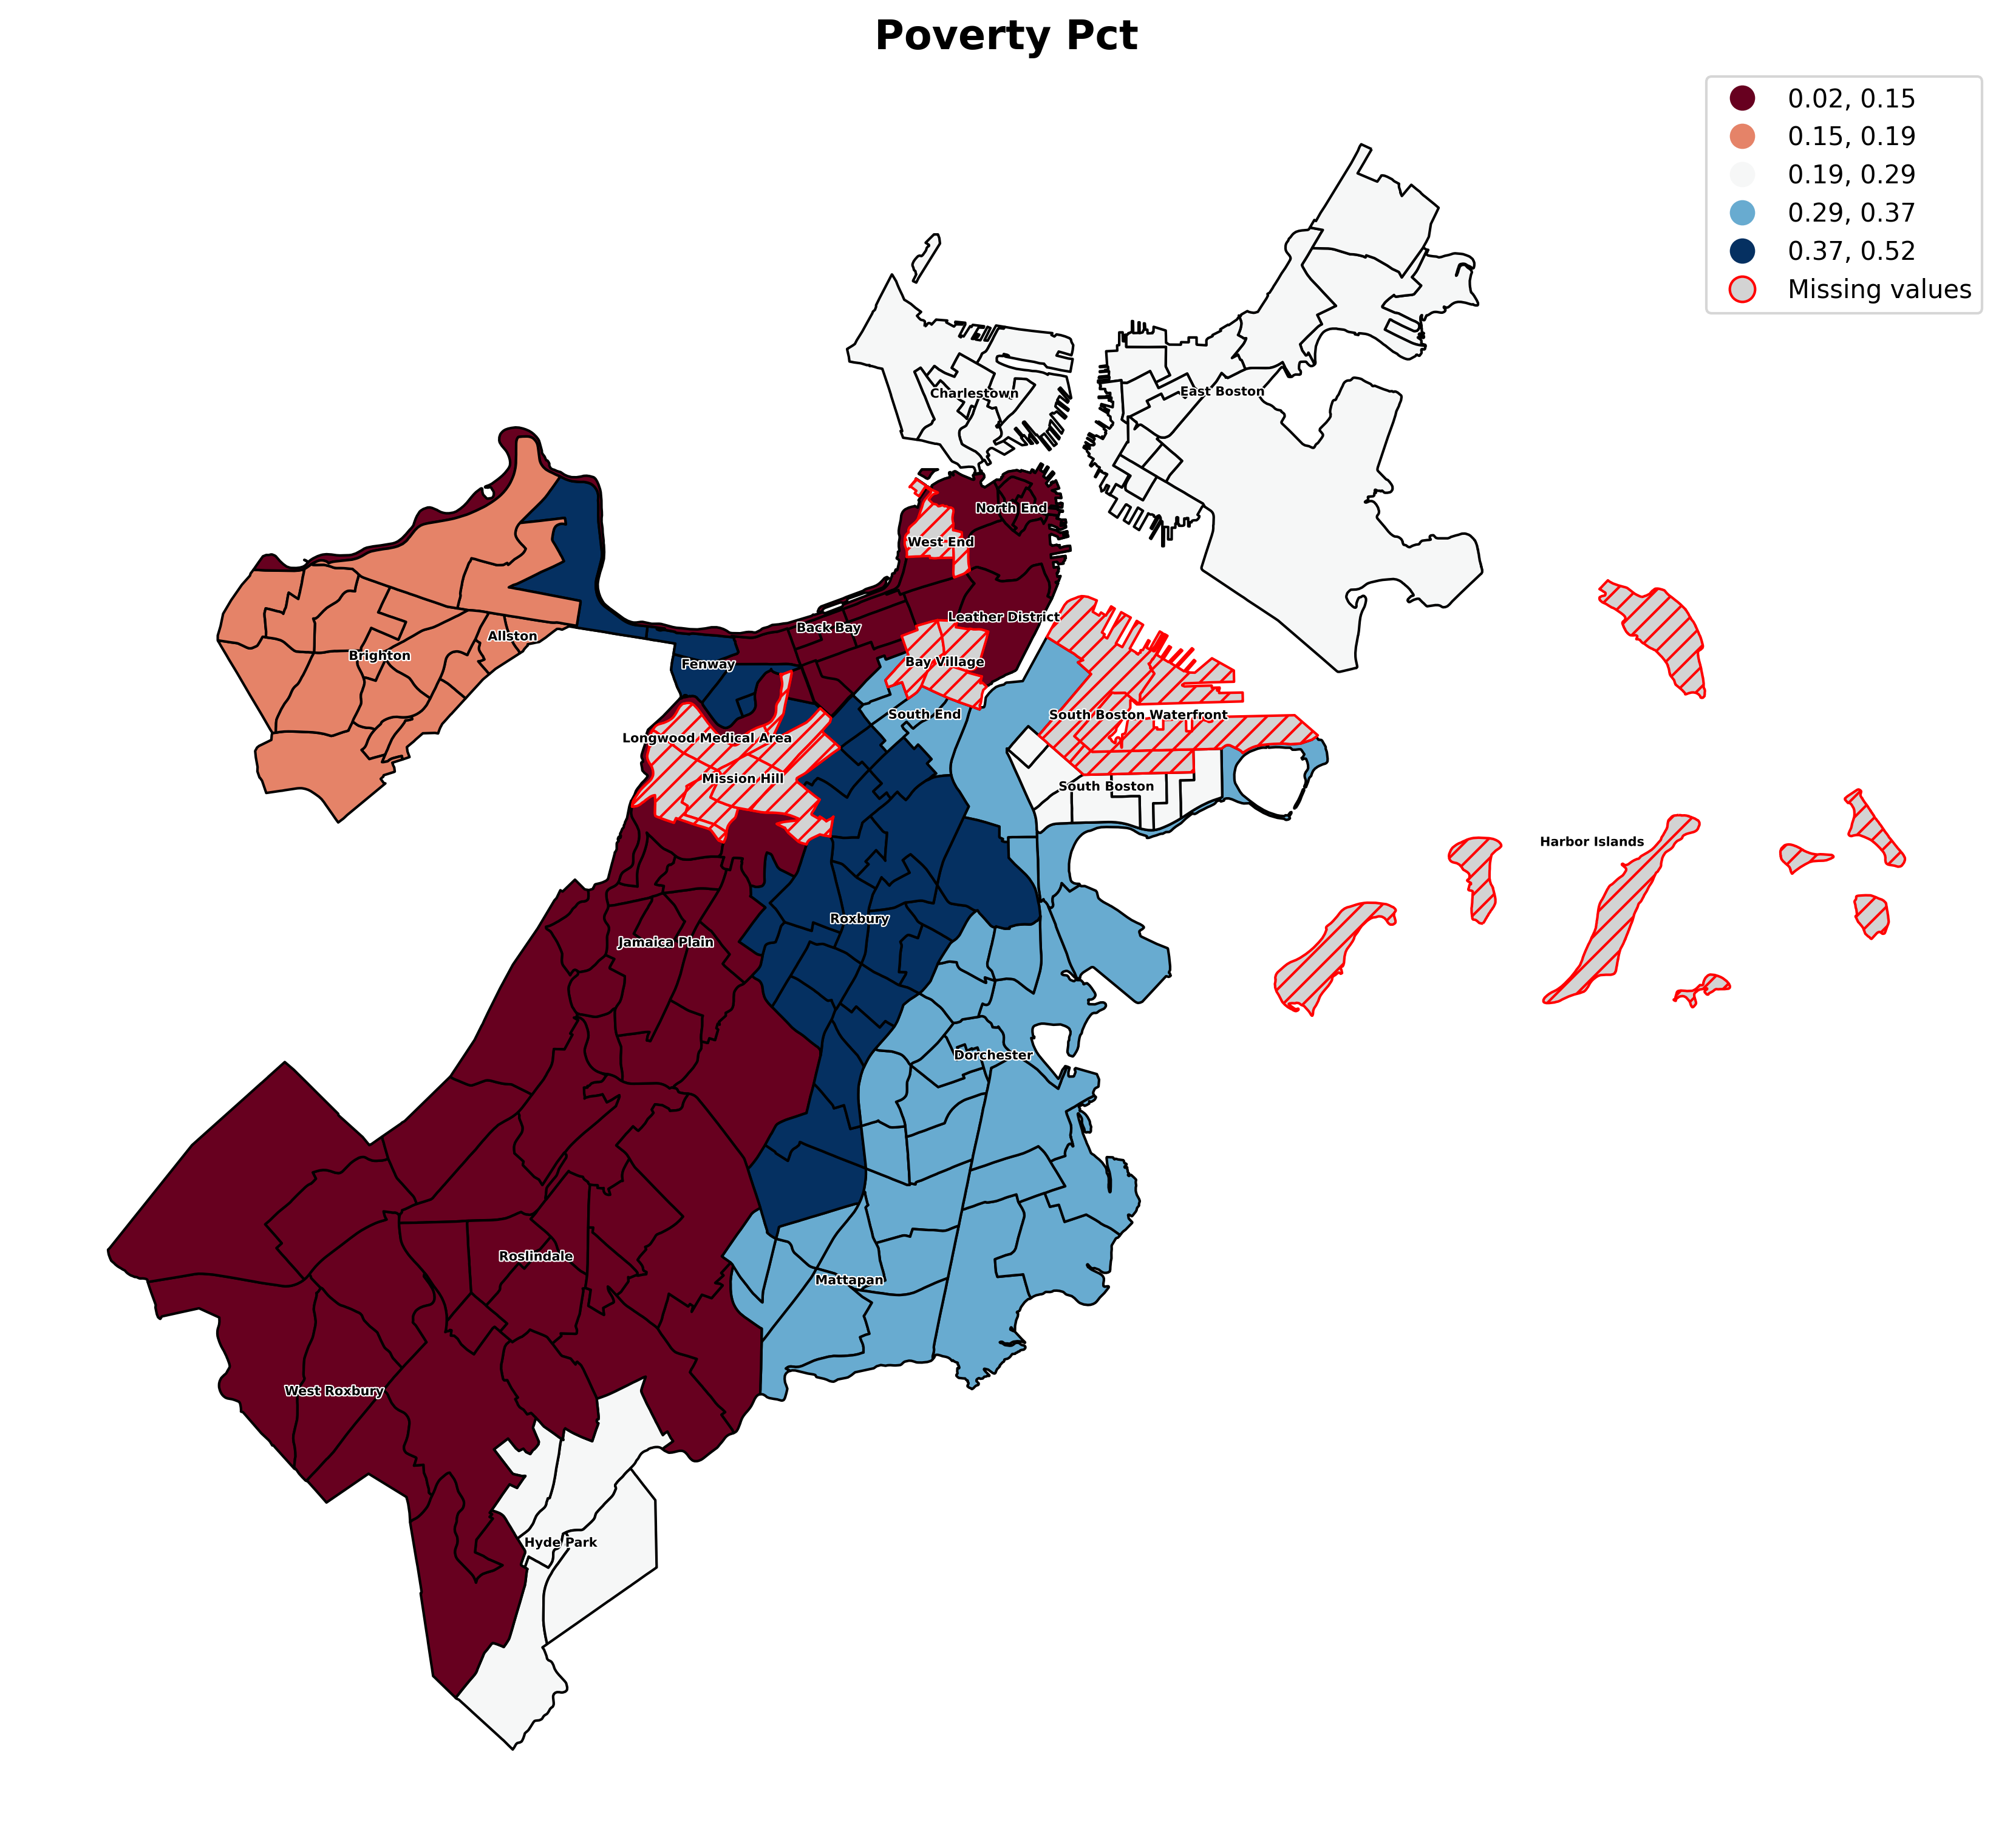 Poverty Pct
0.02, 0.15
0.15, 0.19
0.19, 0.29
0.29, 0.37
0.37, 0.52
Missing values
Charlestown
East Boston
North End
West End
Leather District
Back Bay
Allston
Brighton
Fenway
Bay Village
South End
South Boston Waterfront
Longwood Medical Area
Mission Hill
South Boston
Harbor Islands
Roxbury
Jamaica Plain
Dorchester
Roslindale
Mattapan
West Roxbury
Hyde Park